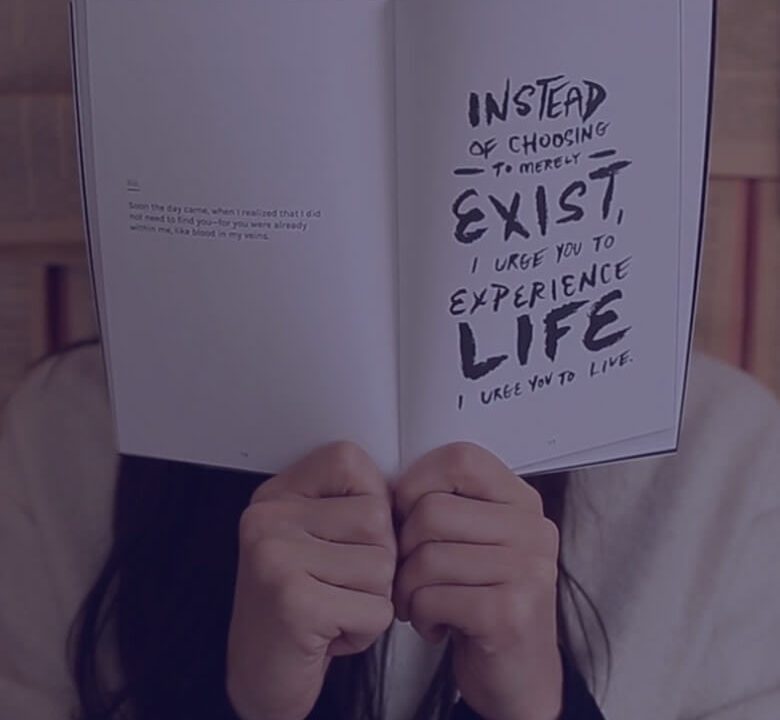 Soon the day came, when I realized that I did
not need to find you—for you were already
within me, like blood in my veins.
INSTEAD
OF CHOOSING
TO MERELY
EXIST,
I URGE YOU TO
EXPERIENCE
LIFE
I URGE YOU TO LIVE.